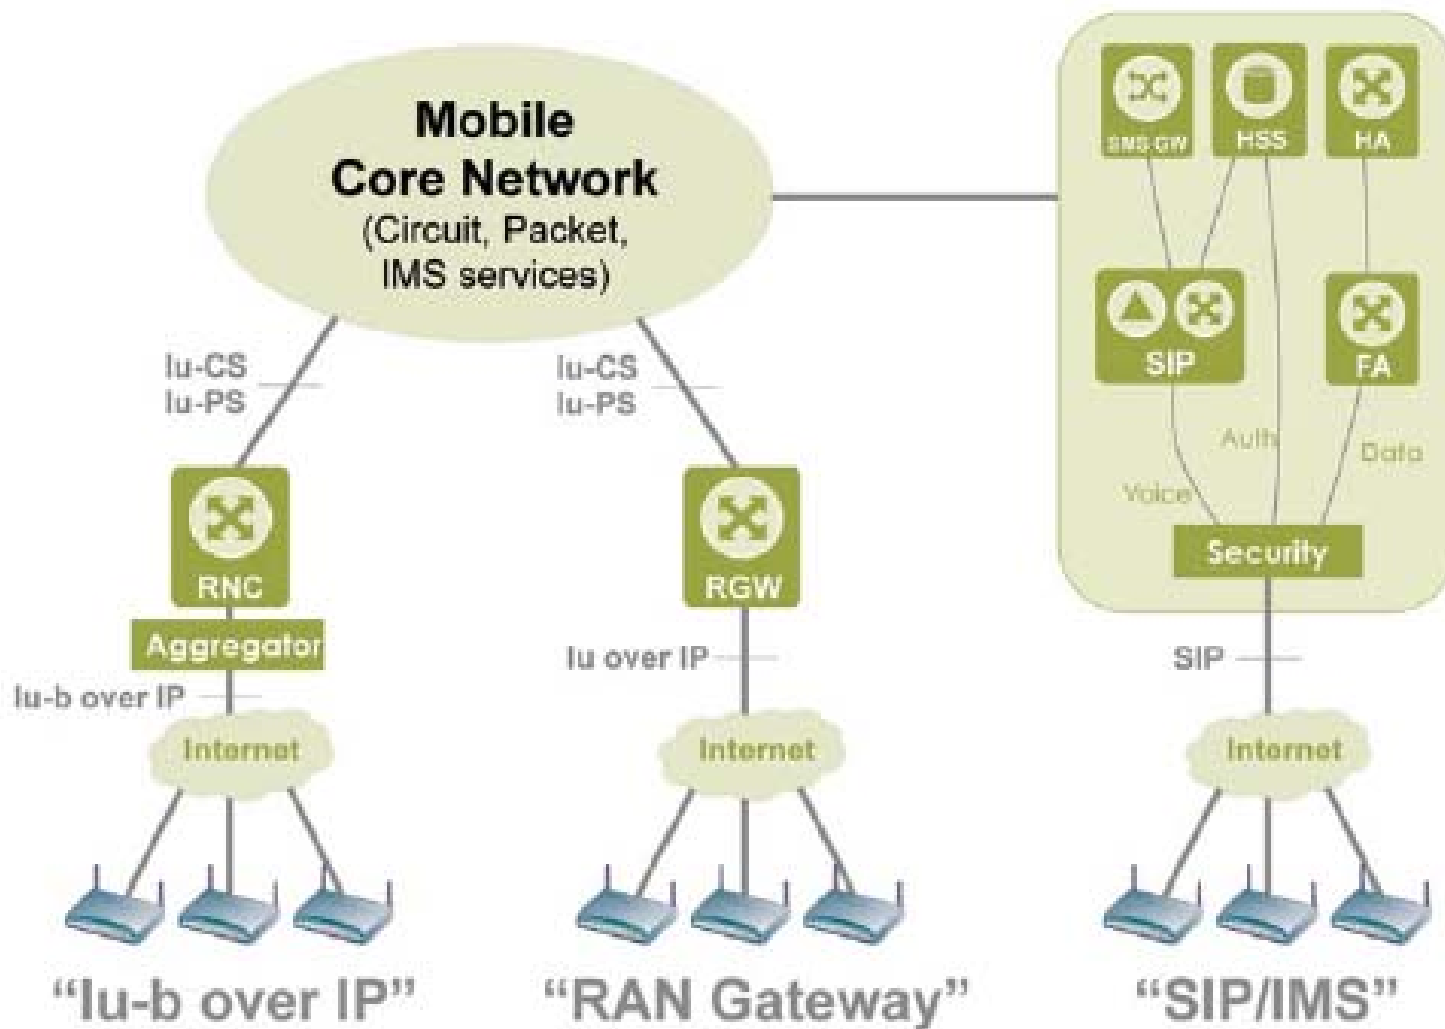 Mobile
Core Network
(Circuit, Packet,
IMS services)
SMS GW
HSS
HA
SIP
FA
Voice
Auth
Data
Security
Iu-CS
Iu-PS
Iu-CS
Iu-PS
RNC
RGW
Aggregator
Iu-b over IP
Iu over IP
SIP
Internet
Internet
Internet
“Iu-b over IP”
“RAN Gateway”
“SIP/IMS”